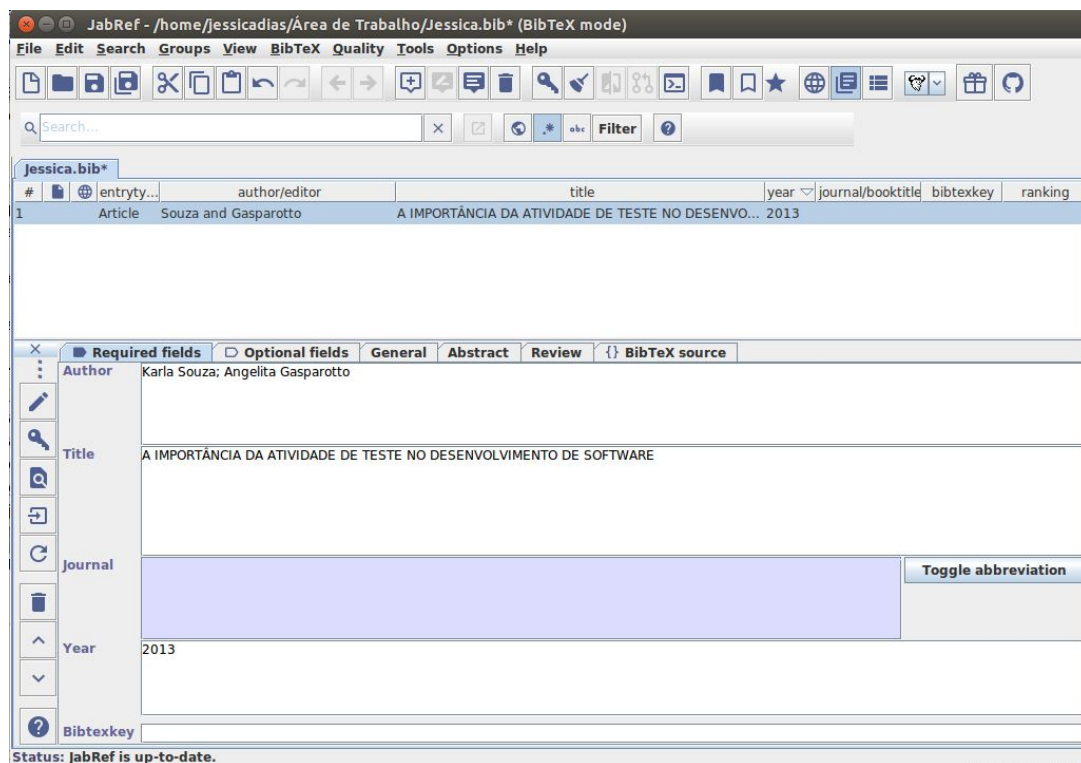 JabRef - /home/jessicadias/Área de Trabalho/Jessica.bib* (BibTeX mode)
File Edit Search Groups View BibTeX Quality Tools Options Help
Search... abc Filter
Jessica.bib*
# entryty... author/editor title year journal/booktitle bibtexkey ranking
1 Article Souza and Gasparotto A IMPORTÂNCIA DA ATIVIDADE DE TESTE NO DESENVO... 2013
Required fields Optional fields General Abstract Review {} BibTeX source
Author Karla Souza; Angelita Gasparotto
Title A IMPORTÂNCIA DA ATIVIDADE DE TESTE NO DESENVOLVIMENTO DE SOFTWARE
Journal Toggle abbreviation
Year 2013
Bibtexkey
Status: JabRef is up-to-date.